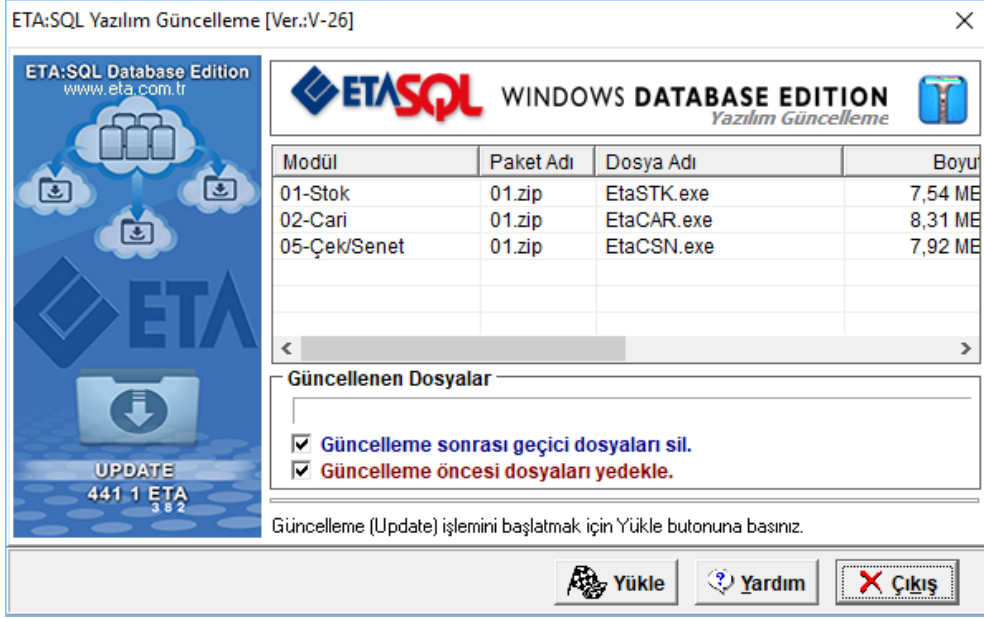 ETA:SQL Yazılım Güncelleme [Ver.:V-26]
ETA:SQL Database Edition
www.eta.com.tr
ETA
UPDATE
441 1 ETA
3 8 2
ETASQL WINDOWS DATABASE EDITION
Yazılım Güncelleme
Modül Paket Adı Dosya Adı Boyut
01-Stok 01.zip EtaSTK.exe 7,54 MB
02-Cari 01.zip EtaCAR.exe 8,31 MB
05-Çek/Senet 01.zip EtaCSN.exe 7,92 MB
Güncellenen Dosyalar
Güncelleme sonrası geçici dosyaları sil.
Güncelleme öncesi dosyaları yedekle.
Güncelleme (Update) işlemini başlatmak için Yükle butonuna basınız.
Yükle Yardım Çıkış